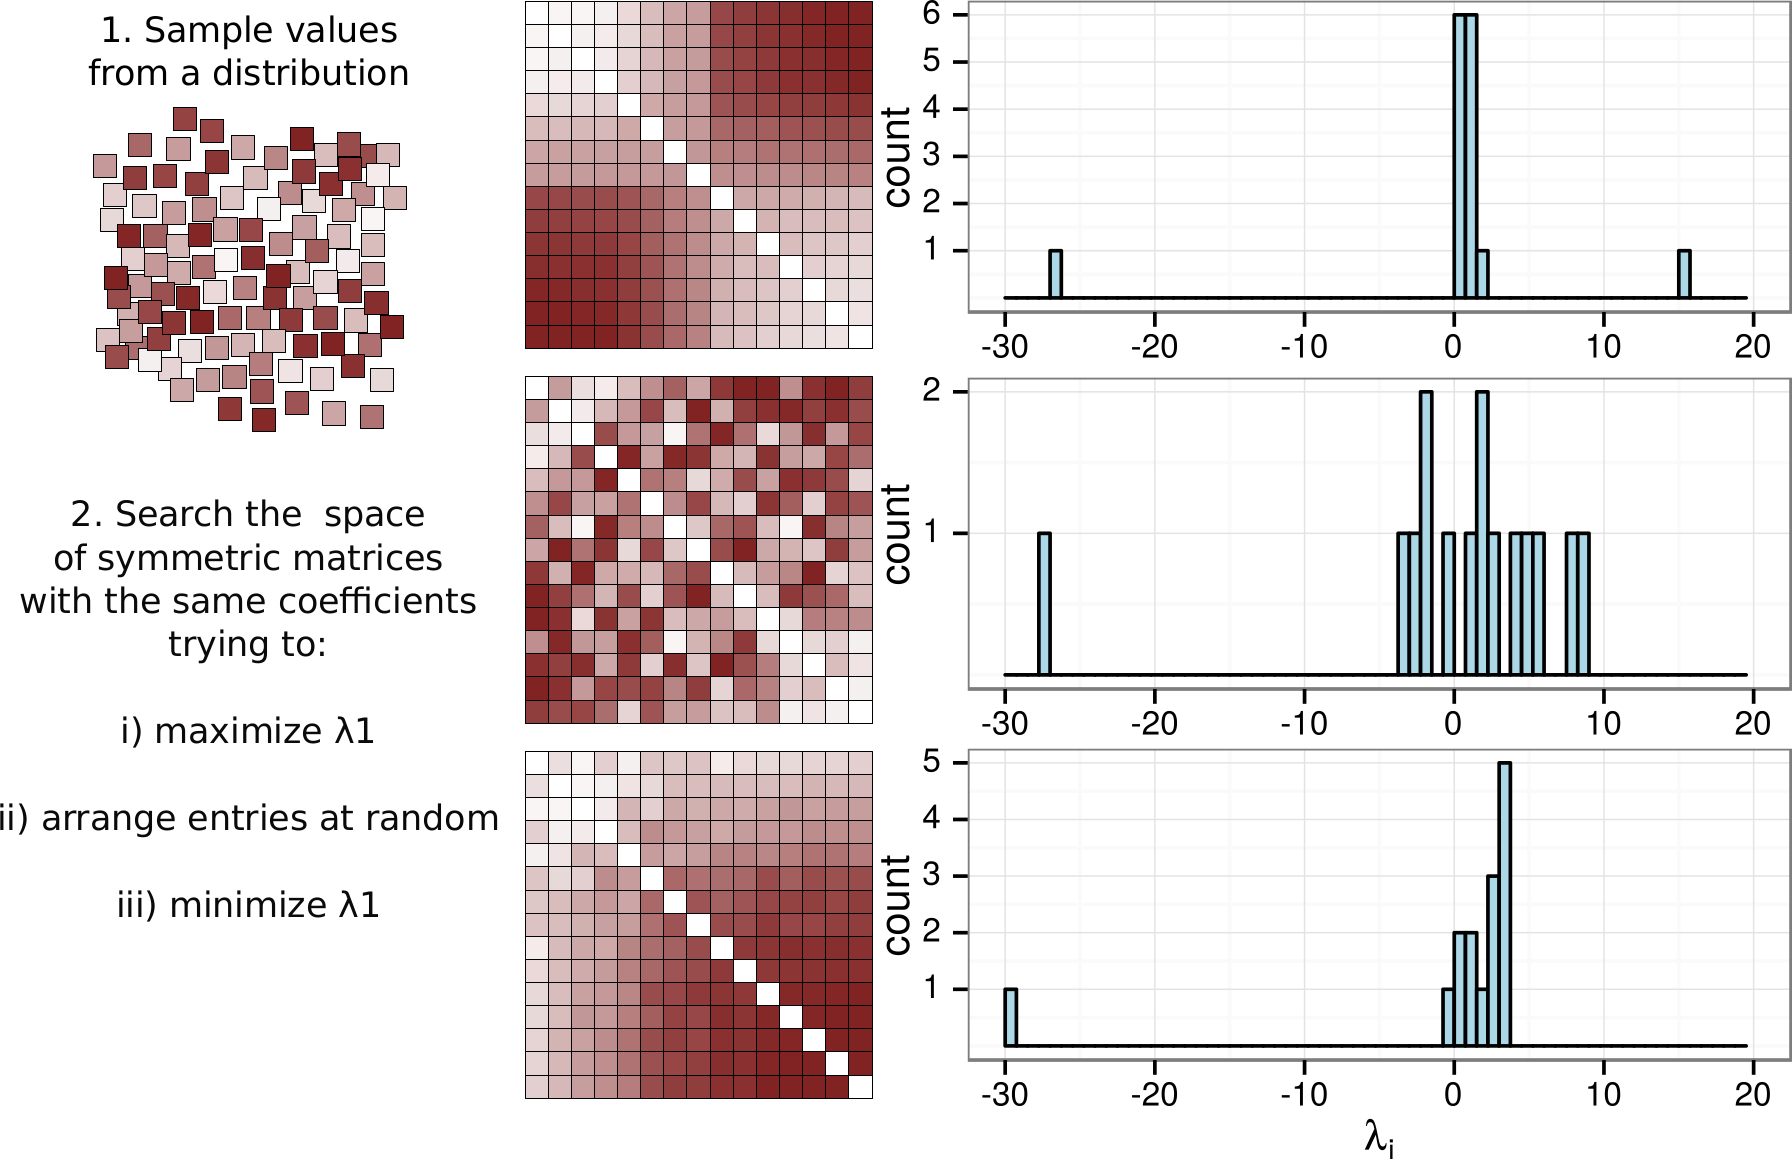 1. Sample values
from a distribution
2. Search the space
of symmetric matrices
with the same coefficients
trying to:
i) maximize λ1
ii) arrange entries at random
iii) minimize λ1
count
6
5
4
3
2
1
-30 -20 -10 0 10 20
count
2
1
-30 -20 -10 0 10 20
count
5
4
3
2
1
-30 -20 -10 0 10 20
λi